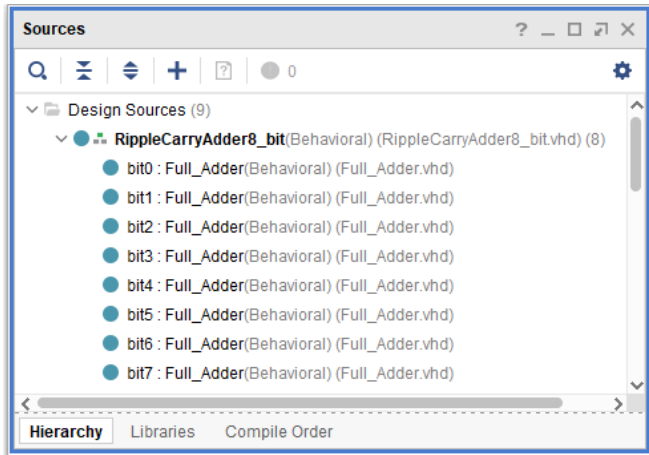 Sources
0
Design Sources (9)
RippleCarryAdder8_bit(Behavioral) (RippleCarryAdder8_bit.vhd) (8)
bit0 : Full_Adder(Behavioral) (Full_Adder.vhd)
bit1 : Full_Adder(Behavioral) (Full_Adder.vhd)
bit2 : Full_Adder(Behavioral) (Full_Adder.vhd)
bit3 : Full_Adder(Behavioral) (Full_Adder.vhd)
bit4 : Full_Adder(Behavioral) (Full_Adder.vhd)
bit5 : Full_Adder(Behavioral) (Full_Adder.vhd)
bit6 : Full_Adder(Behavioral) (Full_Adder.vhd)
bit7 : Full_Adder(Behavioral) (Full_Adder.vhd)
Hierarchy Libraries Compile Order